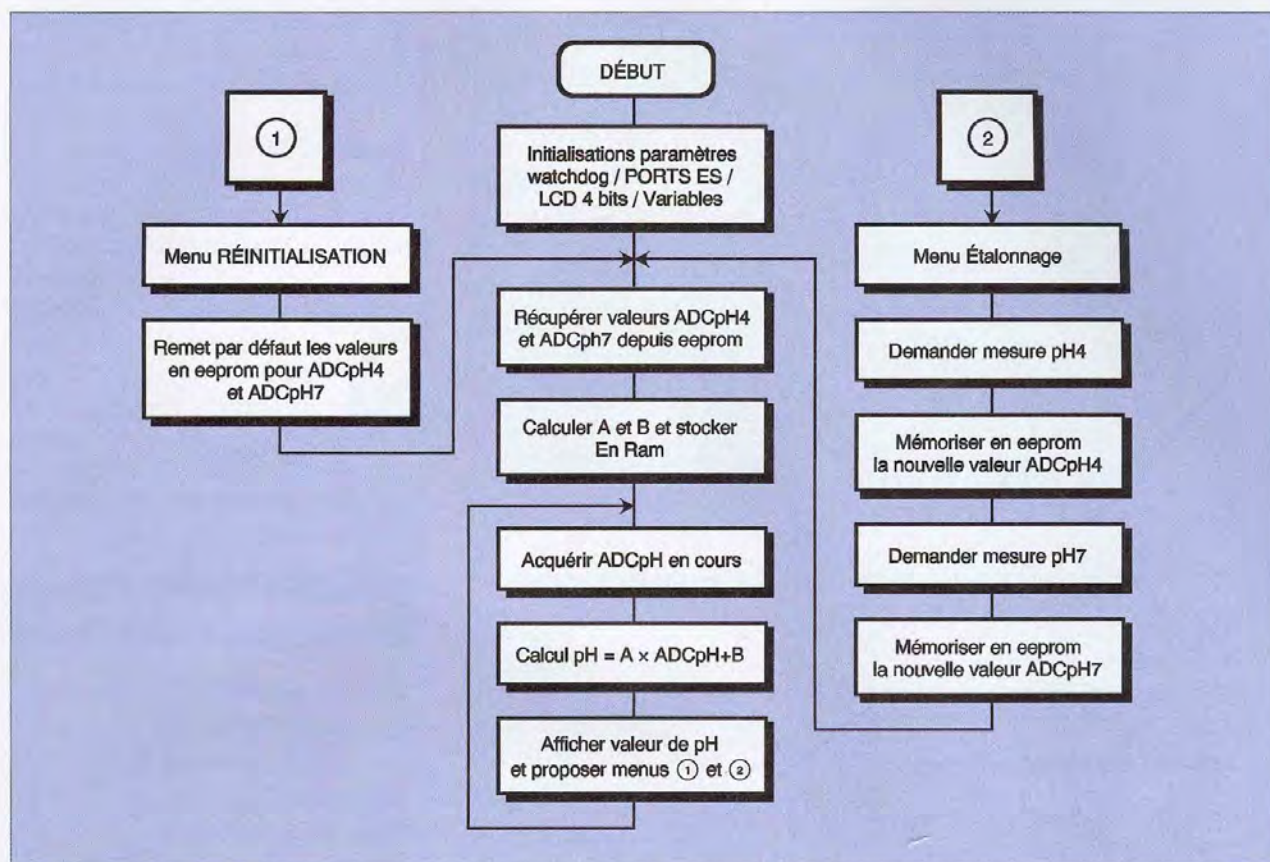 DÉBUT
1
Initialisations paramètres
watchdog / PORTS ES /
LCD 4 bits / Variables
2
Menu RÉINITIALISATION
Menu Étalonnage
Remet par défaut les valeurs
en eeprom pour ADCpH4
et ADCpH7
Récupérer valeurs ADCpH4
et ADCph7 depuis eeprom
Demander mesure pH4
Calculer A et B et stocker
En Ram
Mémoriser en eeprom
la nouvelle valeur ADCpH4
Acquérir ADCpH en cours
Demander mesure pH7
Calcul pH = A × ADCpH+B
Mémoriser en eeprom
la nouvelle valeur ADCpH7
Afficher valeur de pH
et proposer menus ① et ②